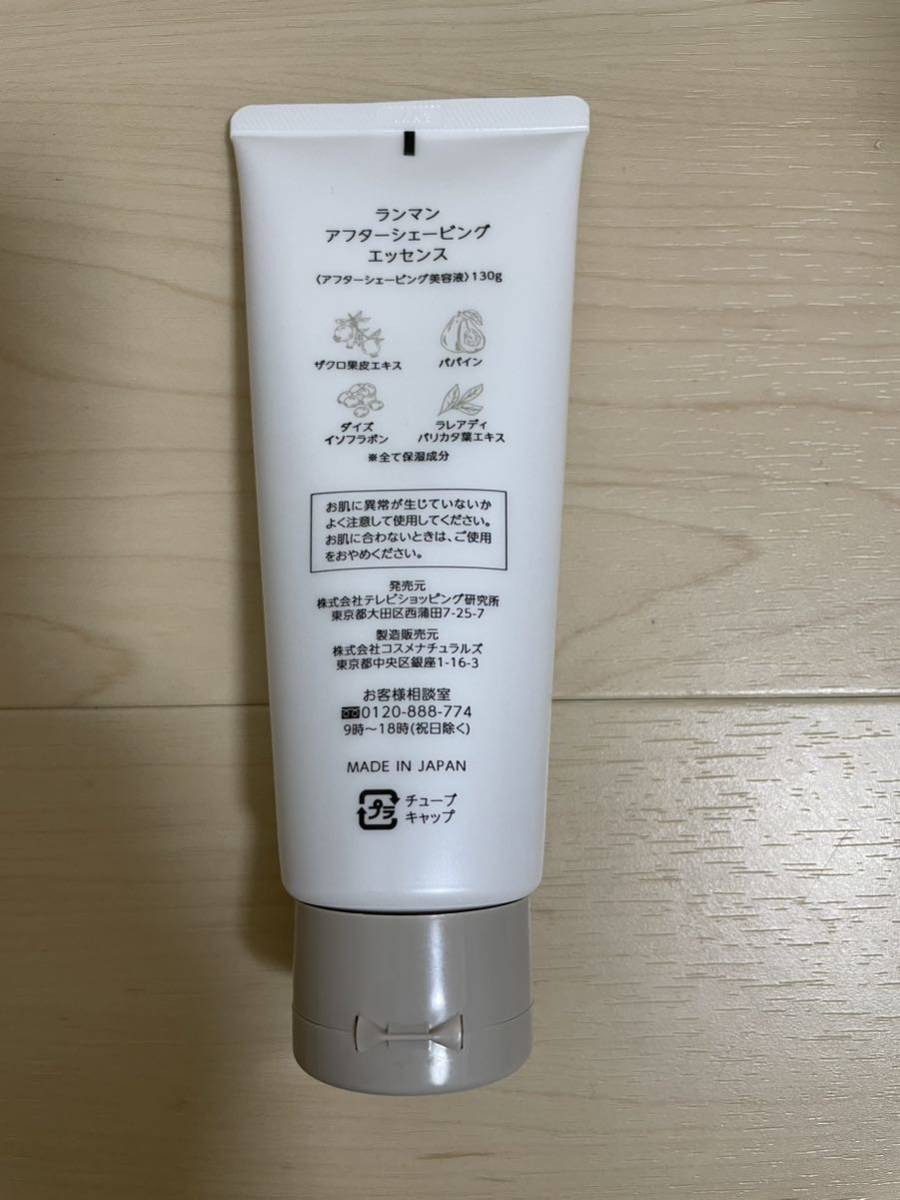 ランマン
アフターシェービング
エッセンス
〈アフターシェービング美容液〉130g
ザクロ果皮エキス
パパイン
ダイズ
イソフラボン
ラレアディ
バリカタ葉エキス
※全て保湿成分
お肌に異常が生じていないか
よく注意して使用してください。
お肌に合わないときは、ご使用
をおやめください。
発売元
株式会社テレビショッピング研究所
東京都大田区西蒲田7-25-7
製造販売元
株式会社コスメナチュラルズ
東京都中央区銀座1-16-3
お客様相談室
0120-888-774
9時～18時(祝日除く)
MADE IN JAPAN
プラ
チューブ
キャップ